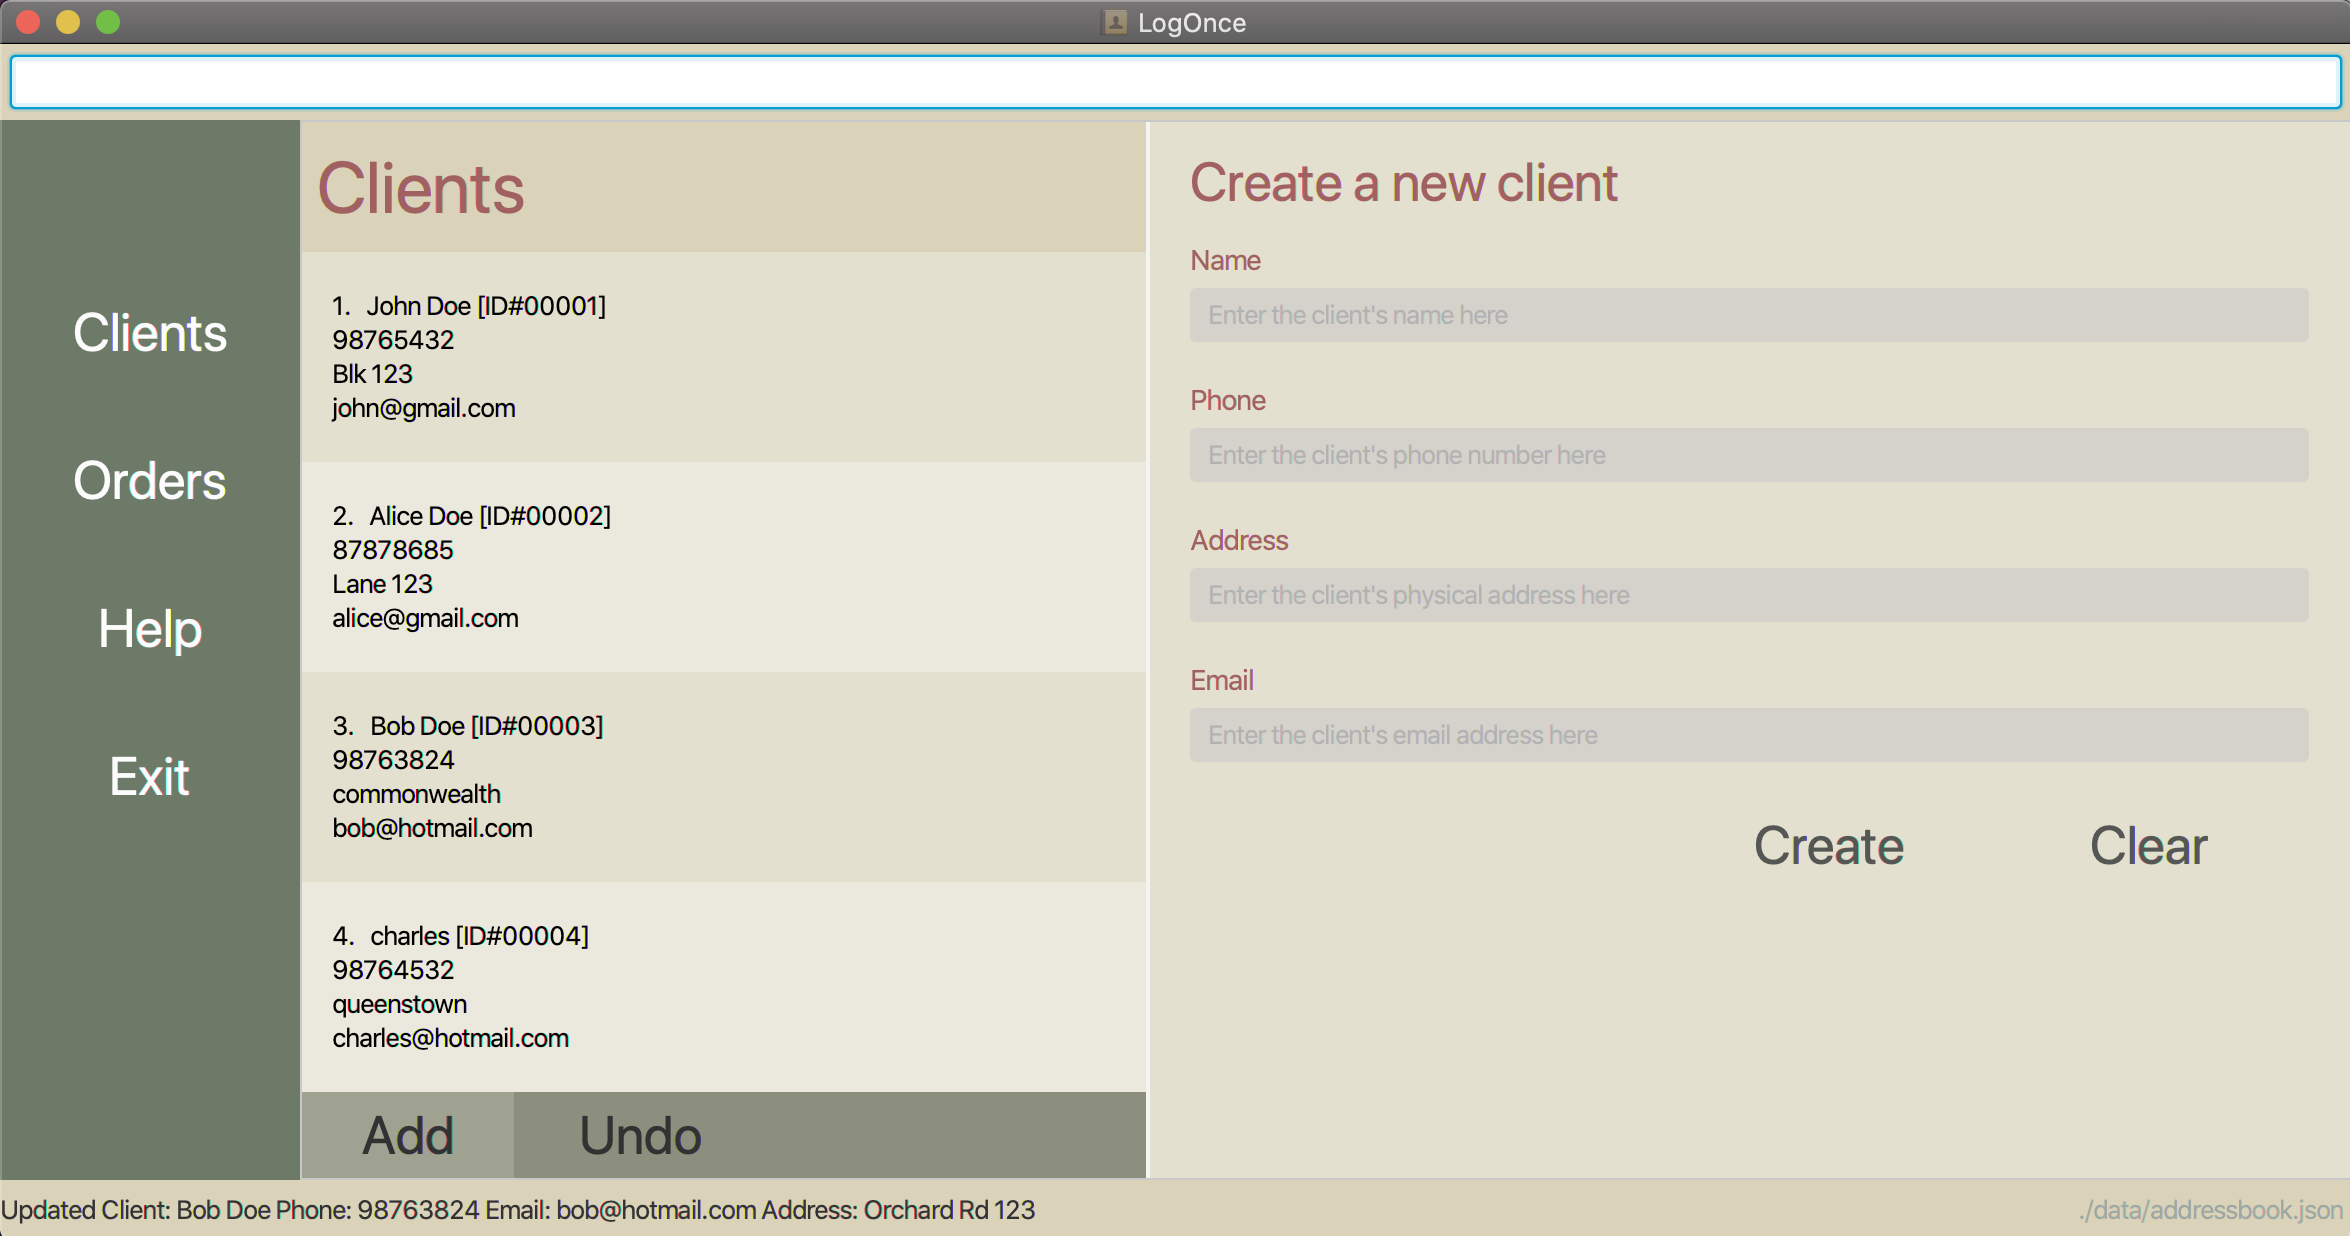 LogOnce
Clients
Orders
Help
Exit
Clients
1. John Doe [ID#00001]
98765432
Blk 123
john@gmail.com
2. Alice Doe [ID#00002]
87878685
Lane 123
alice@gmail.com
3. Bob Doe [ID#00003]
98763824
commonwealth
bob@hotmail.com
4. charles [ID#00004]
98764532
queenstown
charles@hotmail.com
Add Undo
Create a new client
Name
Enter the client's name here
Phone
Enter the client's phone number here
Address
Enter the client's physical address here
Email
Enter the client's email address here
Create Clear
Updated Client: Bob Doe Phone: 98763824 Email: bob@hotmail.com Address: Orchard Rd 123
./data/addressbook.json